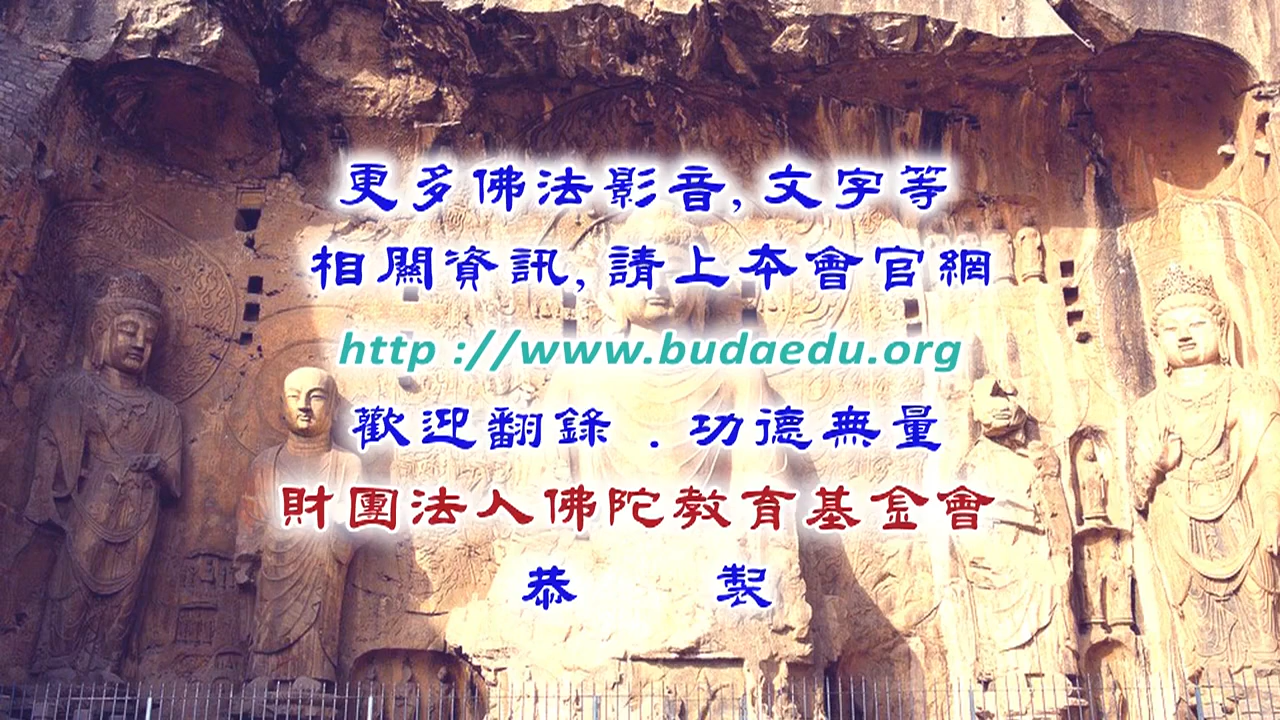 更多佛法影音,文字等
相關資訊,請上本會官網
http ://www.budaedu.org
歡迎翻錄 . 功德無量
財團法人佛陀教育基金會
恭 製